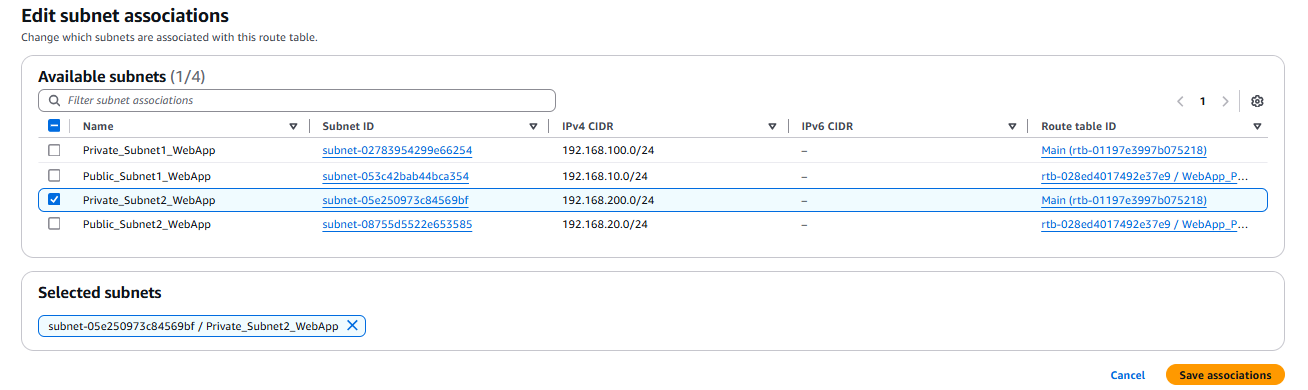 Edit subnet associations
Change which subnets are associated with this route table.
Available subnets (1/4)
Filter subnet associations
1
Name Subnet ID IPv4 CIDR IPv6 CIDR Route table ID
Private_Subnet1_WebApp subnet-02783954299e66254 192.168.100.0/24 – Main (rtb-01197e3997b075218)
Public_Subnet1_WebApp subnet-053c42bab44bca354 192.168.10.0/24 – rtb-028ed4017492e37e9 / WebApp_P...
Private_Subnet2_WebApp subnet-05e250973c84569bf 192.168.200.0/24 – Main (rtb-01197e3997b075218)
Public_Subnet2_WebApp subnet-08755d5522e653585 192.168.20.0/24 – rtb-028ed4017492e37e9 / WebApp_P...
Selected subnets
subnet-05e250973c84569bf / Private_Subnet2_WebApp
Cancel Save associations